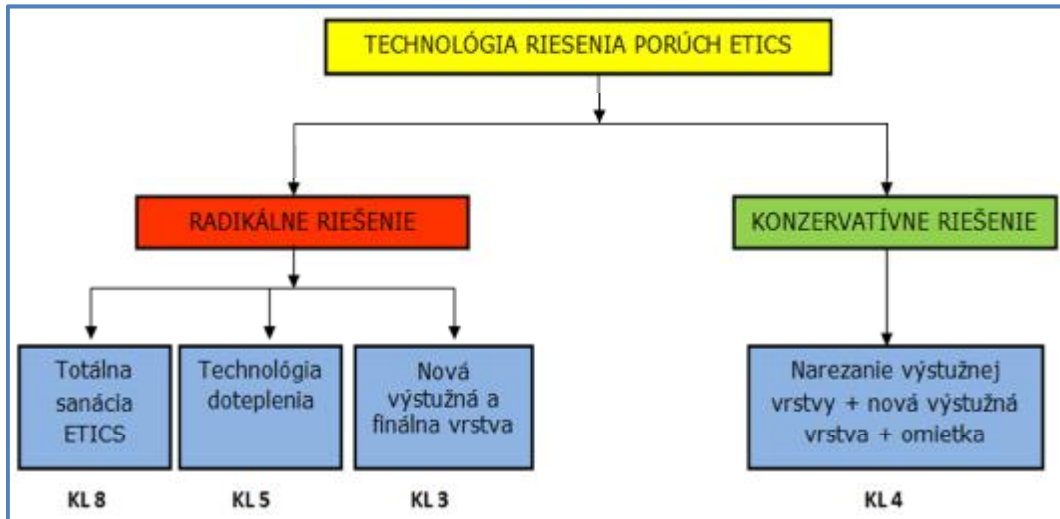 TECHNOLÓGIA RIESENIA PORÚCH ETICS
RADIKÁLNE RIEŠENIE
KONZERVATÍVNE RIEŠENIE
Totálna
sanácia
ETICS
Technológia
doteplenia
Nová
výstužná a
finálna vrstva
Narezanie výstužnej
vrstvy + nová výstužná
vrstva + omietka
KL 8
KL 5
KL 3
KL 4